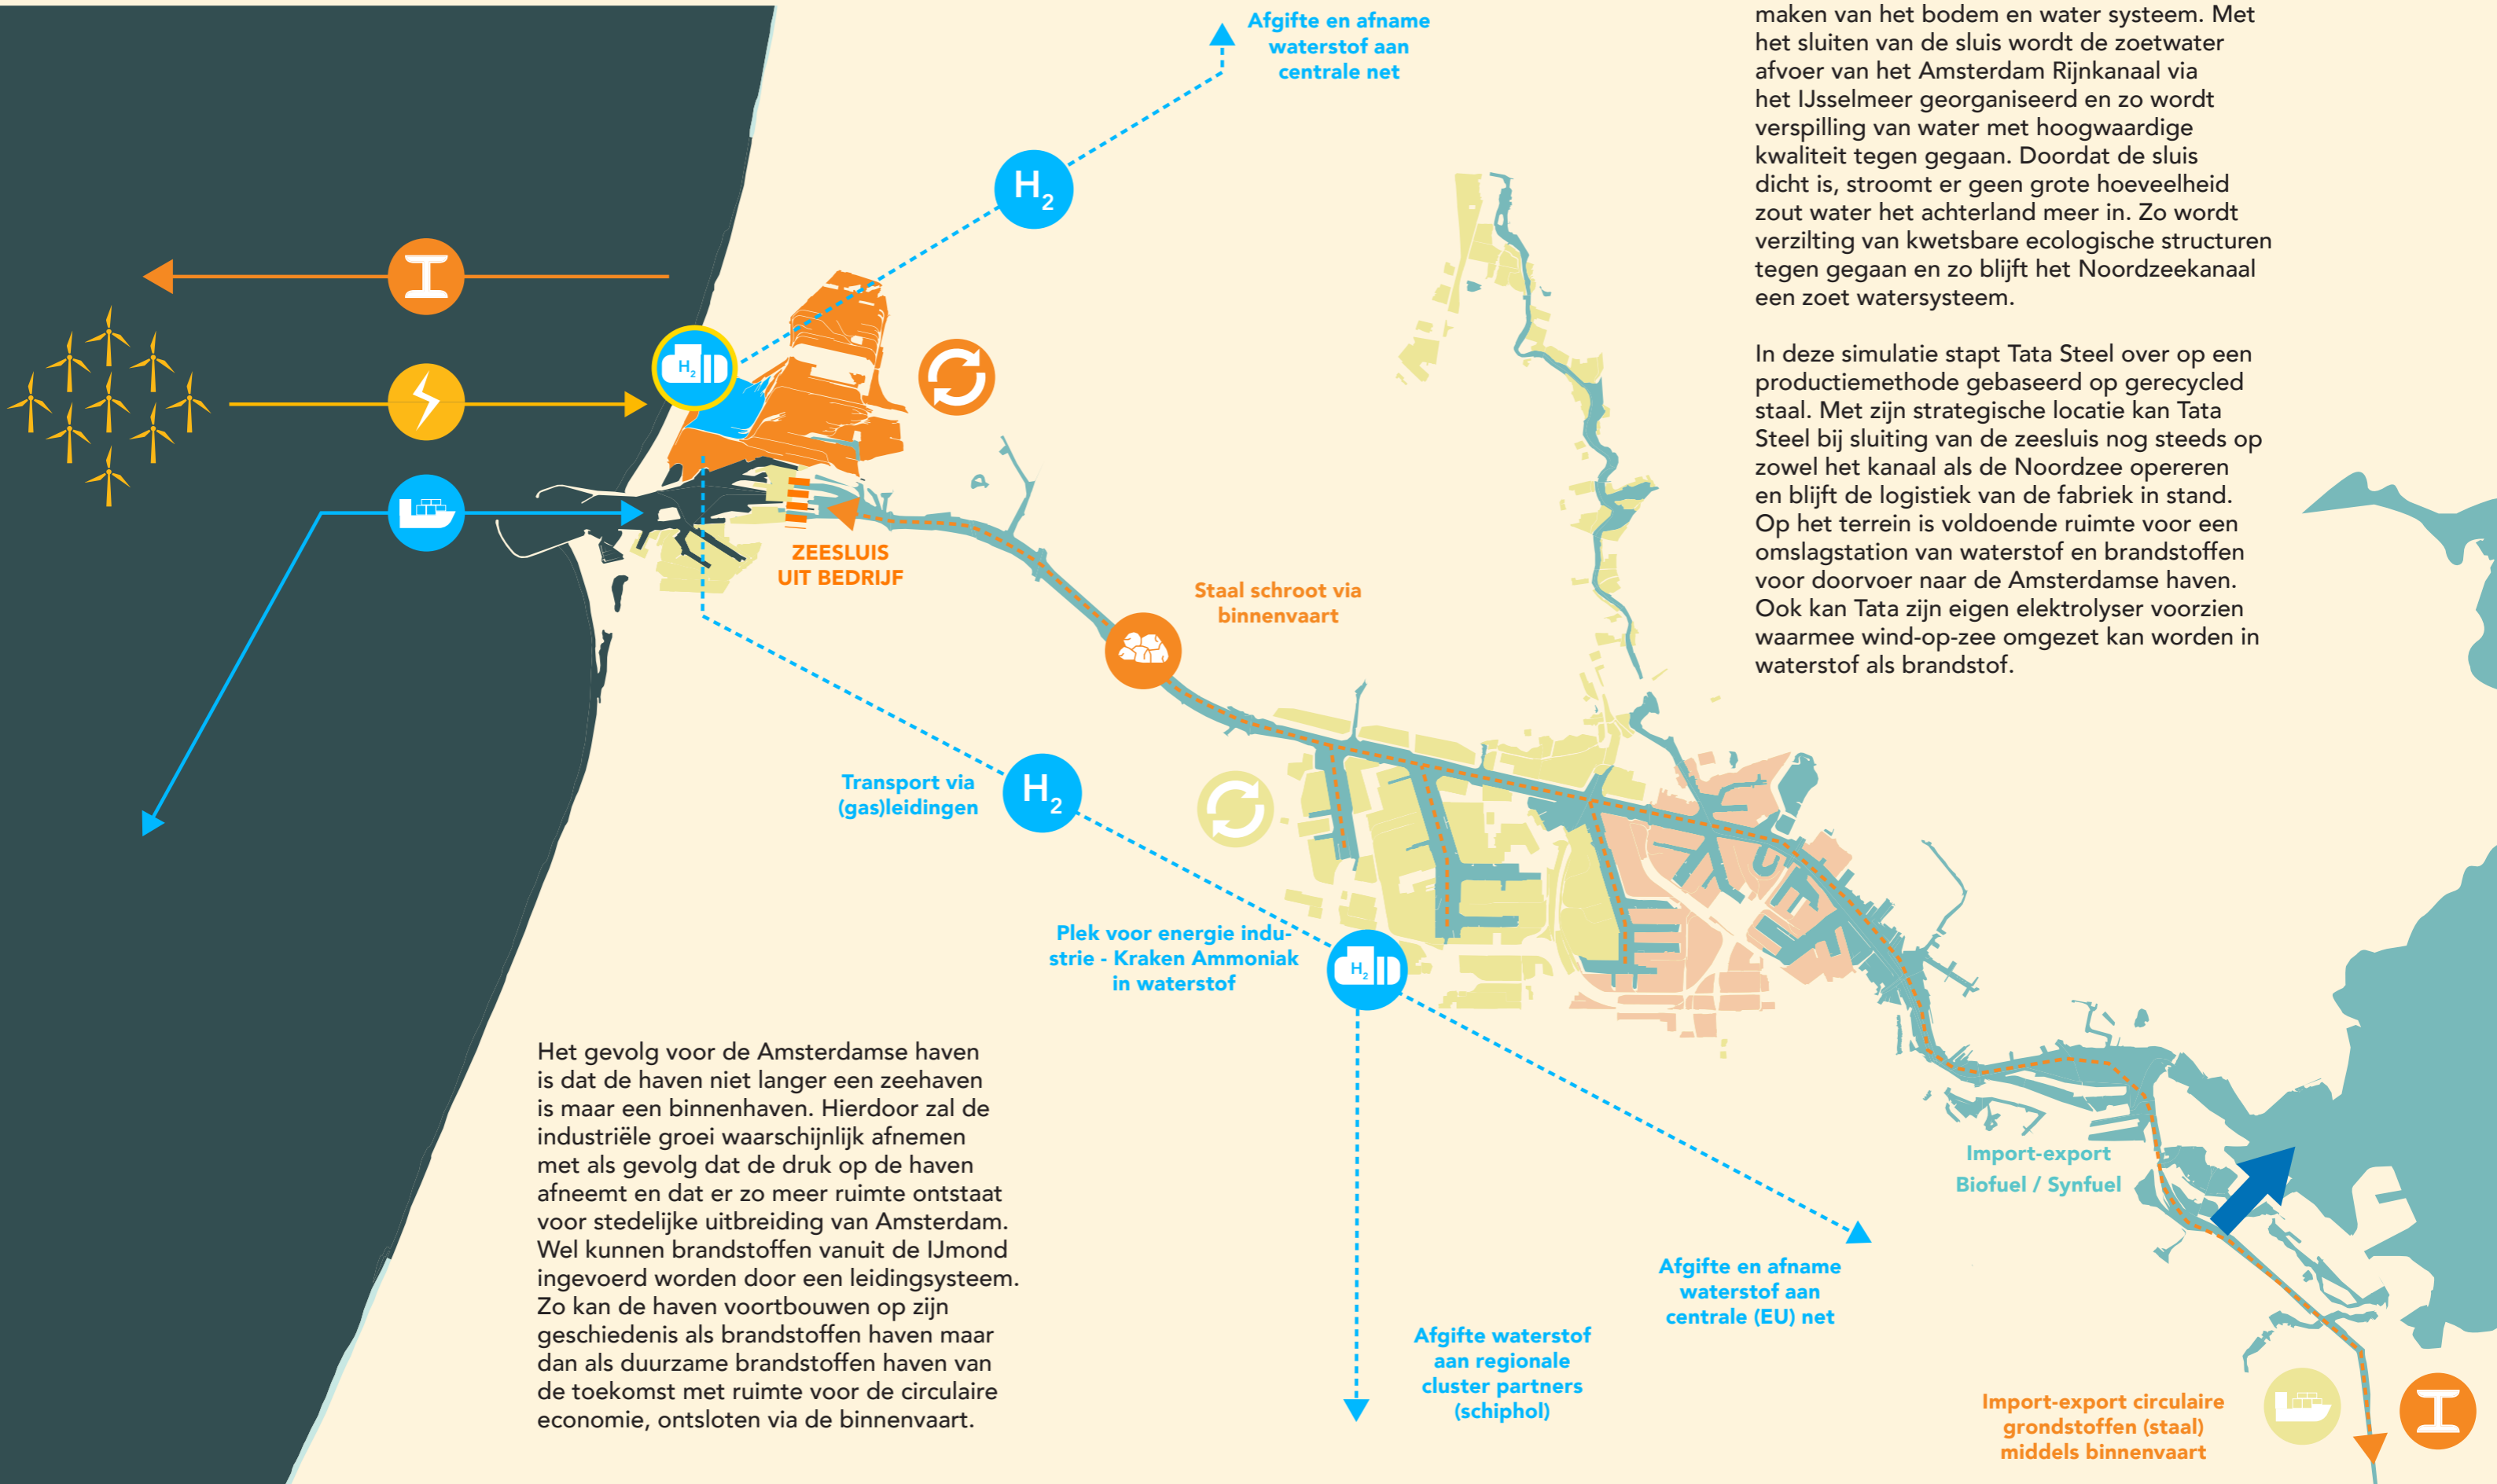 Afgifte en afname
waterstof aan
centrale net
H2
H2
ZEESLUIS
UIT BEDRIJF
Staal schroot via
binnenvaart
Transport via
(gas)leidingen
H2
Plek voor energie indu-
strie - Kraken Ammoniak
in waterstof
H2
maken van het bodem en water systeem. Met
het sluiten van de sluis wordt de zoetwater
afvoer van het Amsterdam Rijnkanaal via
het IJsselmeer georganiseerd en zo wordt
verspilling van water met hoogwaardige
kwaliteit tegen gegaan. Doordat de sluis
dicht is, stroomt er geen grote hoeveelheid
zout water het achterland meer in. Zo wordt
verzilting van kwetsbare ecologische structuren
tegen gegaan en zo blijft het Noordzeekanaal
een zoet watersysteem.
In deze simulatie stapt Tata Steel over op een
productiemethode gebaseerd op gerecycled
staal. Met zijn strategische locatie kan Tata
Steel bij sluiting van de zeesluis nog steeds op
zowel het kanaal als de Noordzee opereren
en blijft de logistiek van de fabriek in stand.
Op het terrein is voldoende ruimte voor een
omslagstation van waterstof en brandstoffen
voor doorvoer naar de Amsterdamse haven.
Ook kan Tata zijn eigen elektrolyser voorzien
waarmee wind-op-zee omgezet kan worden in
waterstof als brandstof.
Het gevolg voor de Amsterdamse haven
is dat de haven niet langer een zeehaven
is maar een binnenhaven. Hierdoor zal de
industriële groei waarschijnlijk afnemen
met als gevolg dat de druk op de haven
afneemt en dat er zo meer ruimte ontstaat
voor stedelijke uitbreiding van Amsterdam.
Wel kunnen brandstoffen vanuit de IJmond
ingevoerd worden door een leidingsysteem.
Zo kan de haven voortbouwen op zijn
geschiedenis als brandstoffen haven maar
dan als duurzame brandstoffen haven van
de toekomst met ruimte voor de circulaire
economie, ontsloten via de binnenvaart.
Import-export
Biofuel / Synfuel
Afgifte en afname
waterstof aan
centrale (EU) net
Afgifte waterstof
aan regionale
cluster partners
(schiphol)
Import-export circulaire
grondstoffen (staal)
middels binnenvaart